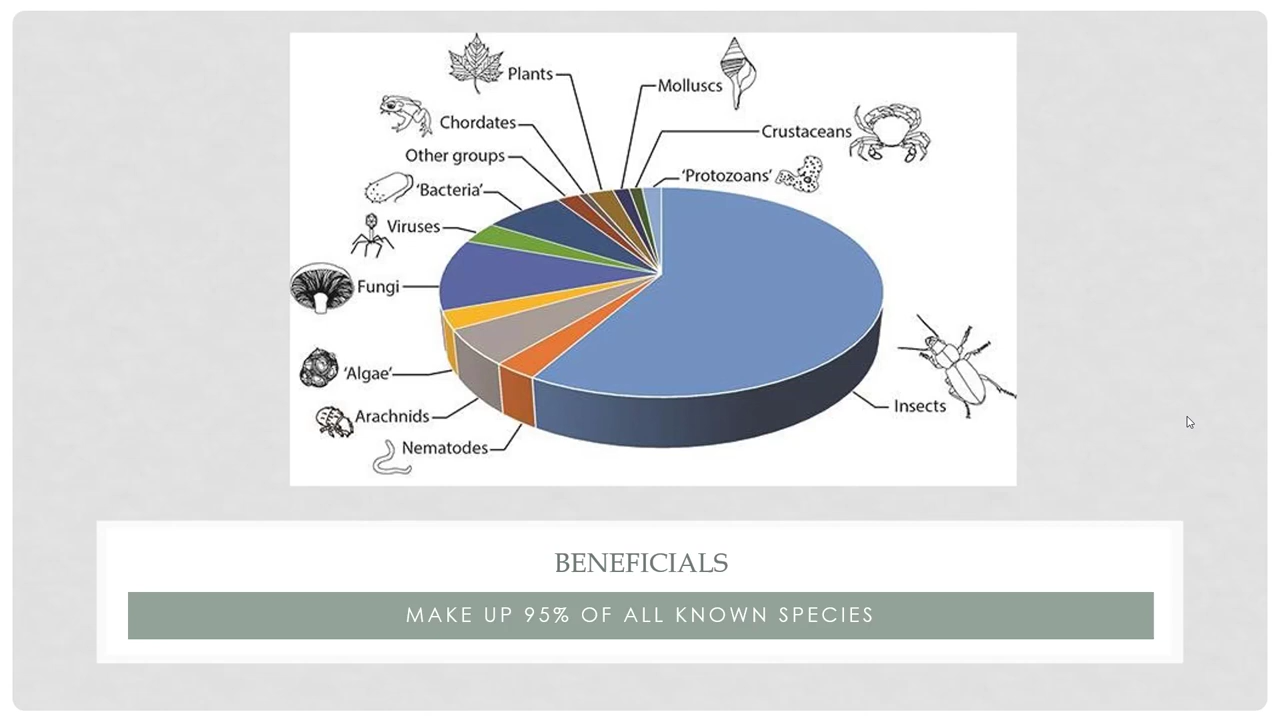 Plants
Molluscs
Chordates
Crustaceans
Other groups
'Protozoans'
'Bacteria'
Viruses
Fungi
'Algae'
Insects
Arachnids
Nematodes
BENEFICIALS
MAKE UP 95% OF ALL KNOWN SPECIES